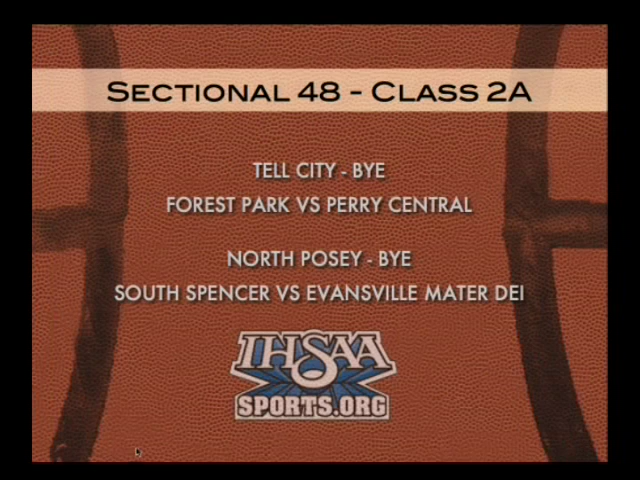 SECTIONAL 48 - CLASS 2A
TELL CITY - BYE
FOREST PARK VS PERRY CENTRAL
NORTH POSEY - BYE
SOUTH SPENCER VS EVANSVILLE MATER DEI
IHSAA
SPORTS.ORG